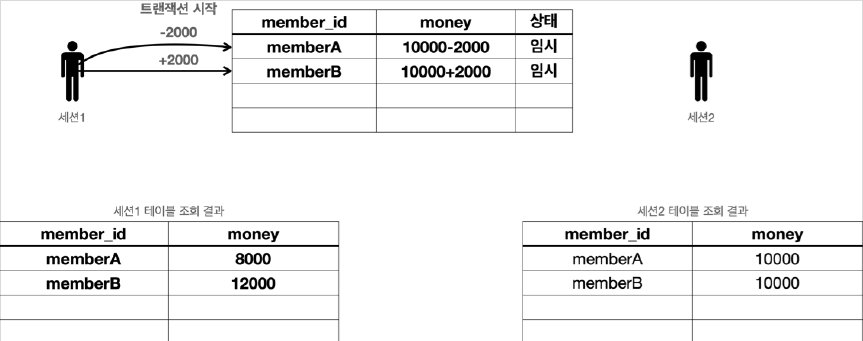 트랜잭션 시작
-2000
+2000
세션1
member_id money 상태
memberA 10000-2000 임시
memberB 10000+2000 임시
세션2
세션1 테이블 조회 결과
member_id money
memberA 8000
memberB 12000
세션2 테이블 조회 결과
member_id money
memberA 10000
memberB 10000